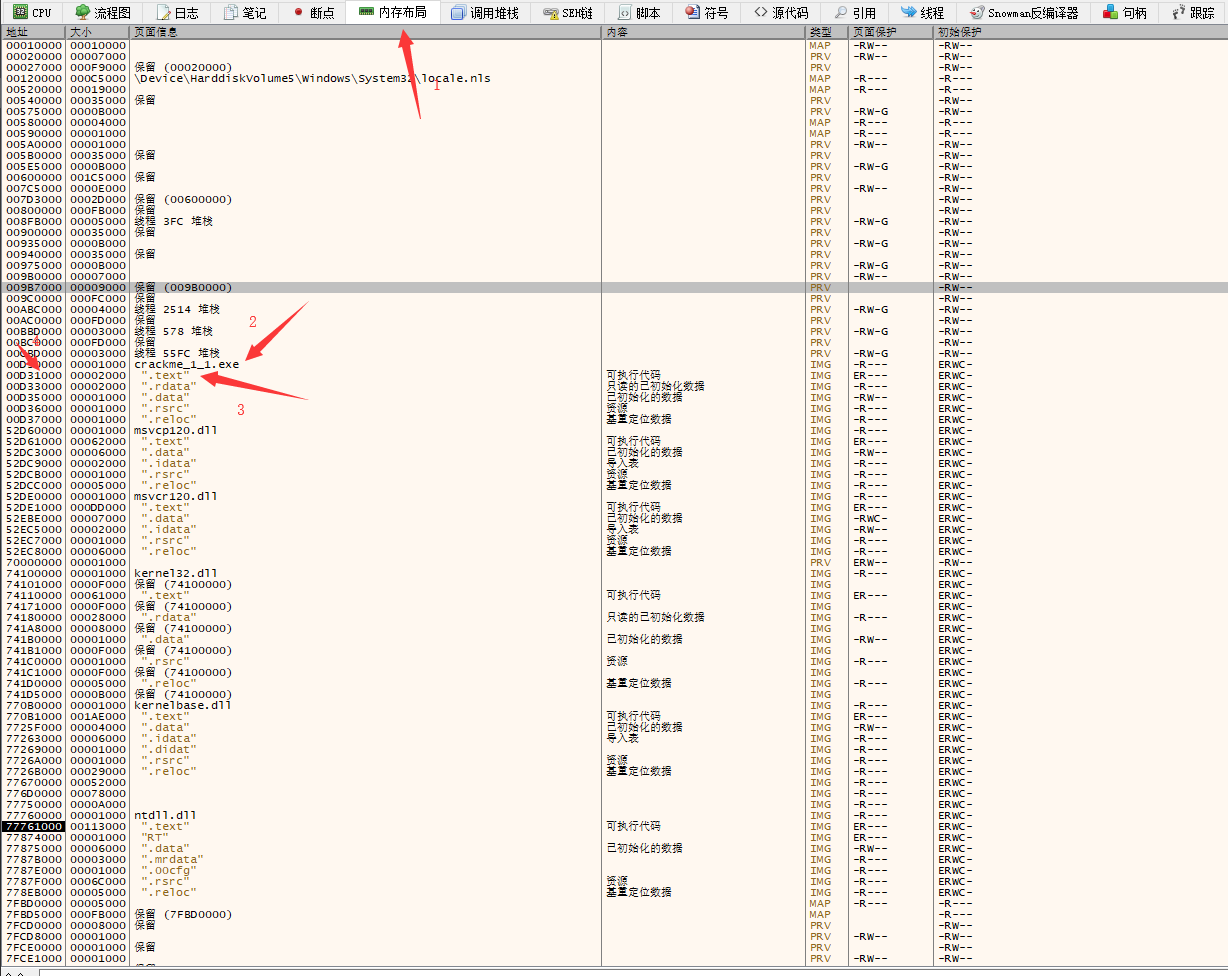 CPU 流程图 日志 笔记 断点 内存布局 调用堆栈 SEH链 脚本 符号 源代码 引用 线程 Snowman反编译器 句柄 跟踪
地址 大小 页面信息 内容 类型 页面保护 初始保护
00010000 00010000 MAP -RW-- -RW--
00020000 00007000 PRV -RW-- -RW--
00027000 000F9000 保留 (00020000) PRV -RW--
00120000 000C5000 \Device\HarddiskVolume5\Windows\System32\locale.nls MAP -R--- -R---
00520000 00019000 MAP -R--- -R---
00540000 00035000 保留 PRV -RW--
00575000 0000B000 PRV -RW-G -RW--
00580000 00004000 MAP -R--- -R---
00590000 00001000 MAP -R--- -R---
005A0000 00001000 PRV -RW-- -RW--
005B0000 00035000 保留 PRV -RW--
005E5000 0000B000 PRV -RW-G -RW--
00600000 001C5000 保留 PRV -RW--
007C5000 0000E000 PRV -RW-- -RW--
007D3000 0002D000 保留 (00600000) PRV -RW--
00800000 000FB000 保留 PRV -RW--
008FB000 00005000 线程 3FC 堆栈 PRV -RW-G -RW--
00900000 00035000 保留 PRV -RW--
00935000 0000B000 PRV -RW-G -RW--
00940000 00035000 保留 PRV -RW--
00975000 0000B000 PRV -RW-G -RW--
009B0000 00007000 PRV -RW-- -RW--
009B7000 00009000 保留 (009B0000) PRV -RW--
009C0000 000FC000 保留 PRV -RW--
00ABC000 00004000 线程 2514 堆栈 PRV -RW-G -RW--
00AC0000 000FD000 保留 PRV -RW--
00BBD000 00003000 线程 578 堆栈 PRV -RW-G -RW--
000FD000 保留 PRV -RW--
00003000 线程 55FC 堆栈 PRV -RW-G -RW--
00001000 crackme_1_1.exe IMG -R--- ERWC-
00D31000 00002000 ".text" 可执行代码 IMG ER--- ERWC-
00D33000 00002000 ".rdata" 只读的已初始化数据 IMG -R--- ERWC-
00D35000 00001000 ".data" 已初始化的数据 IMG -RW-- ERWC-
00D36000 00001000 ".rsrc" 资源 IMG -R--- ERWC-
00D37000 00001000 ".reloc" 基重定位数据 IMG -R--- ERWC-
52D60000 00001000 msvcp120.dll IMG -R--- ERWC-
52D61000 00062000 ".text" 可执行代码 IMG ER--- ERWC-
52DC3000 00006000 ".data" 已初始化的数据 IMG -RW-- ERWC-
52DC9000 00002000 ".idata" 导入表 IMG -R--- ERWC-
52DCB000 00001000 ".rsrc" 资源 IMG -R--- ERWC-
52DCC000 00005000 ".reloc" 基重定位数据 IMG -R--- ERWC-
52DE0000 00001000 msvcr120.dll IMG -R--- ERWC-
52DE1000 000DD000 ".text" 可执行代码 IMG ER--- ERWC-
52EBE000 00007000 ".data" 已初始化的数据 IMG -RWC- ERWC-
52EC5000 00002000 ".idata" 导入表 IMG -RW-- ERWC-
52EC7000 00001000 ".rsrc" 资源 IMG -R--- ERWC-
52EC8000 00006000 ".reloc" 基重定位数据 IMG -R--- ERWC-
70000000 00001000 PRV ERW-- -RW--
74100000 00001000 kernel32.dll IMG -R--- ERWC-
74101000 0000F000 保留 (74100000) IMG ERWC-
74110000 00061000 ".text" 可执行代码 IMG ER--- ERWC-
74171000 0000F000 保留 (74100000) IMG ERWC-
74180000 00028000 ".rdata" 只读的已初始化数据 IMG -R--- ERWC-
741A8000 00008000 保留 (74100000) IMG ERWC-
741B0000 00001000 ".data" 已初始化的数据 IMG -RW-- ERWC-
741B1000 0000F000 保留 (74100000) IMG ERWC-
741C0000 00001000 ".rsrc" 资源 IMG -R--- ERWC-
741C1000 0000F000 保留 (74100000) IMG ERWC-
741D0000 00005000 ".reloc" 基重定位数据 IMG -R--- ERWC-
741D5000 0000B000 保留 (74100000) IMG ERWC-
770B0000 00001000 kernelbase.dll IMG -R--- ERWC-
770B1000 001AE000 ".text" 可执行代码 IMG ER--- ERWC-
7725F000 00004000 ".data" 已初始化的数据 IMG -RW-- ERWC-
77263000 00006000 ".idata" 导入表 IMG -R--- ERWC-
77269000 00001000 ".didat" IMG -R--- ERWC-
7726A000 00001000 ".rsrc" 资源 IMG -R--- ERWC-
7726B000 00029000 ".reloc" 基重定位数据 IMG -R--- ERWC-
77670000 00052000 IMG -R--- ERWC-
776D0000 00078000 IMG -R--- ERWC-
77750000 0000A000 IMG -R--- ERWC-
77760000 00001000 ntdll.dll IMG -R--- ERWC-
77761000 00113000 ".text" 可执行代码 IMG ER--- ERWC-
77874000 00001000 "RT" IMG ER--- ERWC-
77875000 00006000 ".data" 已初始化的数据 IMG -RW-- ERWC-
7787B000 00003000 ".mrdata" IMG -R--- ERWC-
7787E000 00001000 ".00cfg" IMG -R--- ERWC-
7787F000 0006C000 ".rsrc" 资源 IMG -R--- ERWC-
778EB000 00005000 ".reloc" 基重定位数据 IMG -R--- ERWC-
7FBD0000 00005000 MAP -R--- -R---
7FBD5000 000FB000 保留 (7FBD0000) MAP -R---
7FCD0000 00008000 保留 PRV -RW--
7FCD8000 00001000 PRV -RW-- -RW--
7FCE0000 00001000 保留 PRV -RW--
7FCE1000 00001000 PRV -RW-- -RW--
1
2
3
4